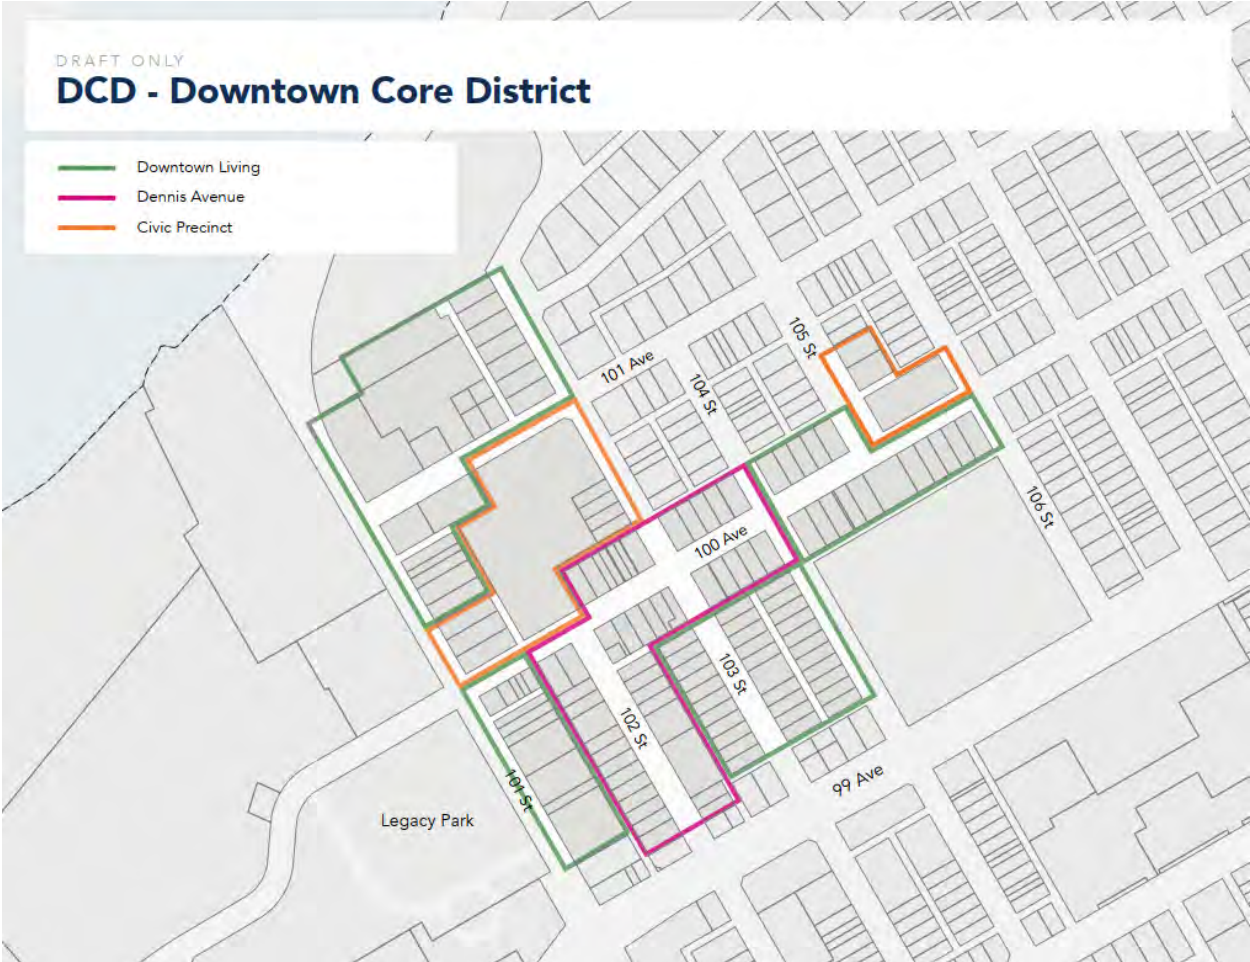 DRAFT ONLY
DCD - Downtown Core District
Downtown Living
Dennis Avenue
Civic Precinct
105 St
101 Ave
104 St
106 St
100 Ave
103 St
102 St
101 St
99 Ave
Legacy Park